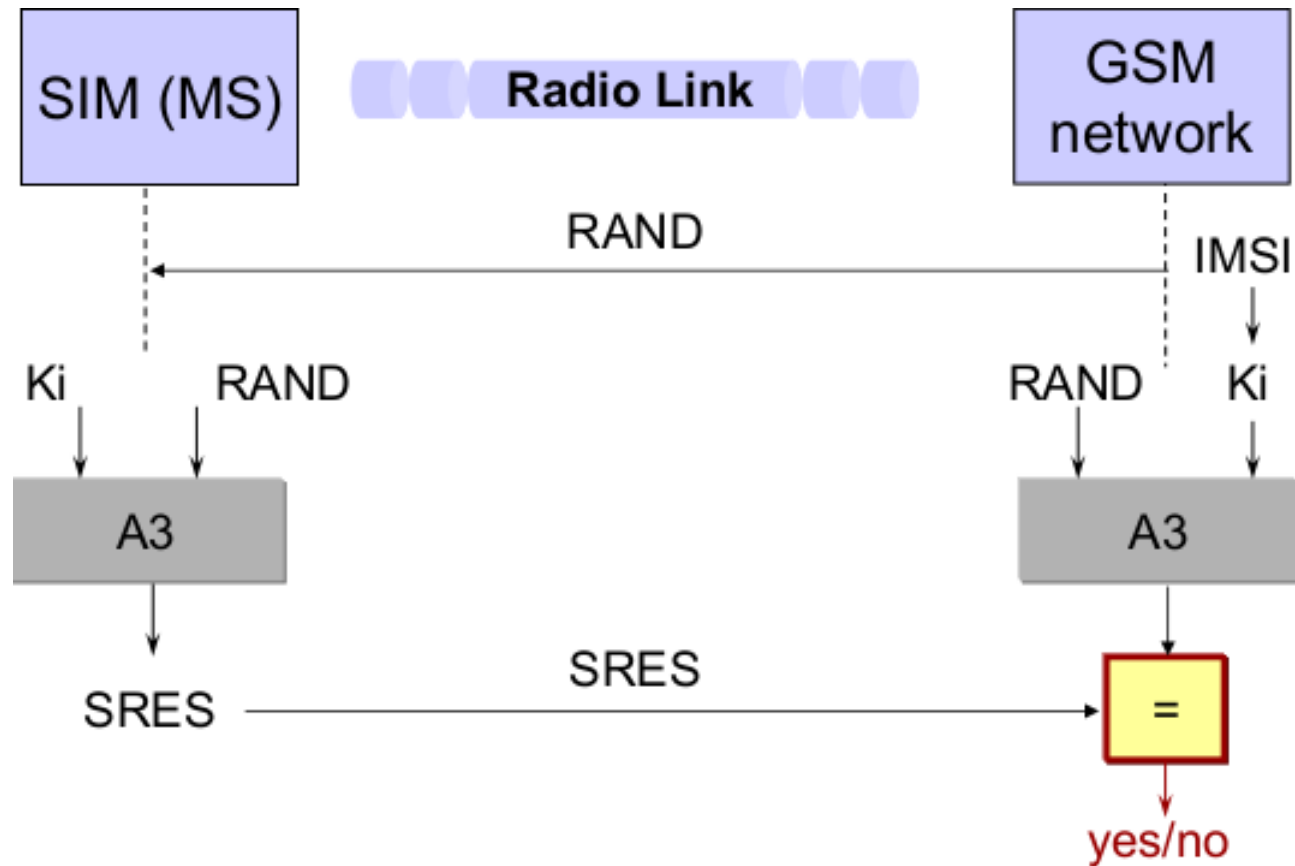 SIM (MS)
Radio Link
GSM
network
RAND
IMSI
Ki
RAND
RAND
Ki
A3
A3
SRES
SRES
=
yes/no